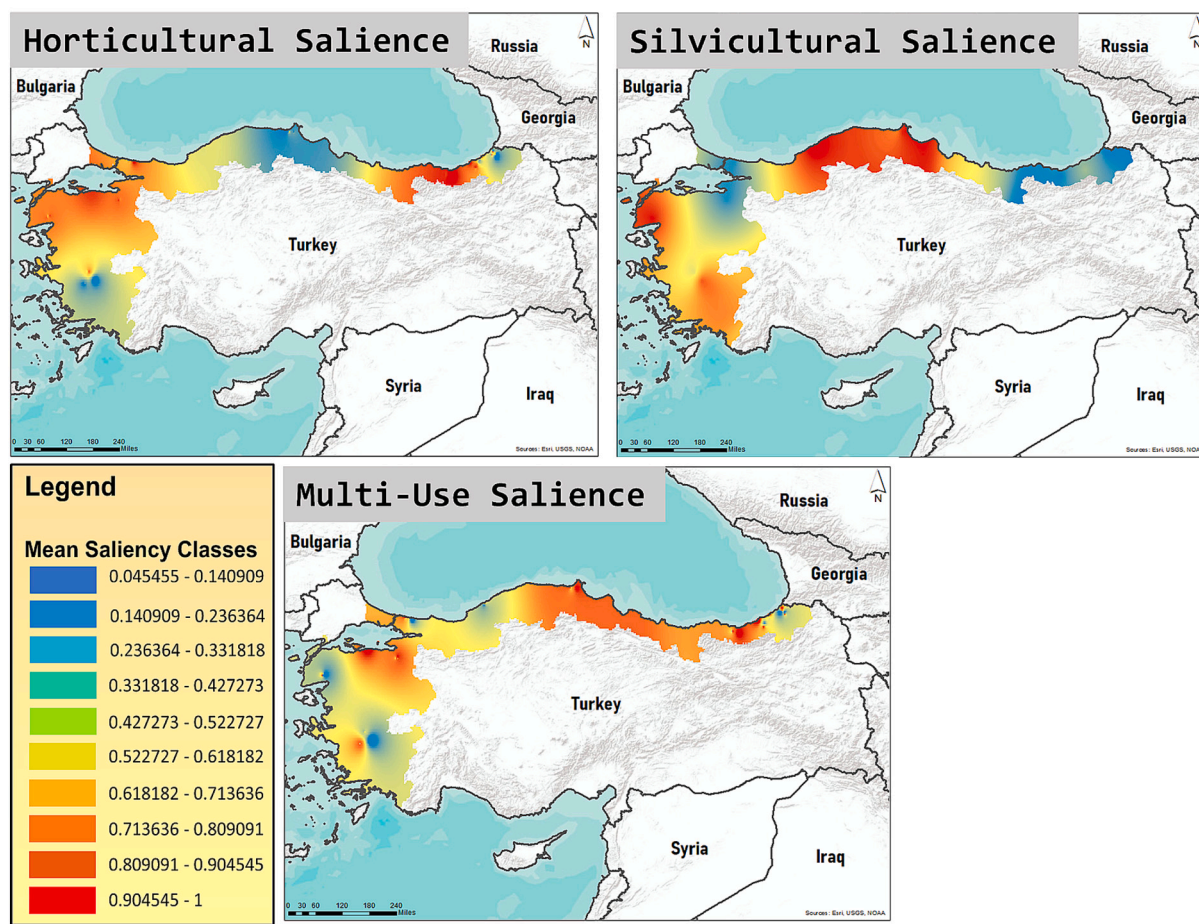 Horticultural Salience
Russia
N
Bulgaria
Georgia
Turkey
Syria
Iraq
0 30 60 120 180 240
Miles
Sources: Esri, USGS, NOAA
Silvicultural Salience
Russia
N
Bulgaria
Georgia
Turkey
Syria
Iraq
0 30 60 120 180 240
Miles
Sources: Esri, USGS, NOAA
Legend
Mean Saliency Classes
0.045455 - 0.140909
0.140909 - 0.236364
0.236364 - 0.331818
0.331818 - 0.427273
0.427273 - 0.522727
0.522727 - 0.618182
0.618182 - 0.713636
0.713636 - 0.809091
0.809091 - 0.904545
0.904545 - 1
Multi-Use Salience
Russia
N
Bulgaria
Georgia
Turkey
Syria
Iraq
0 30 60 120 180 240
Miles
Sources: Esri, USGS, NOAA